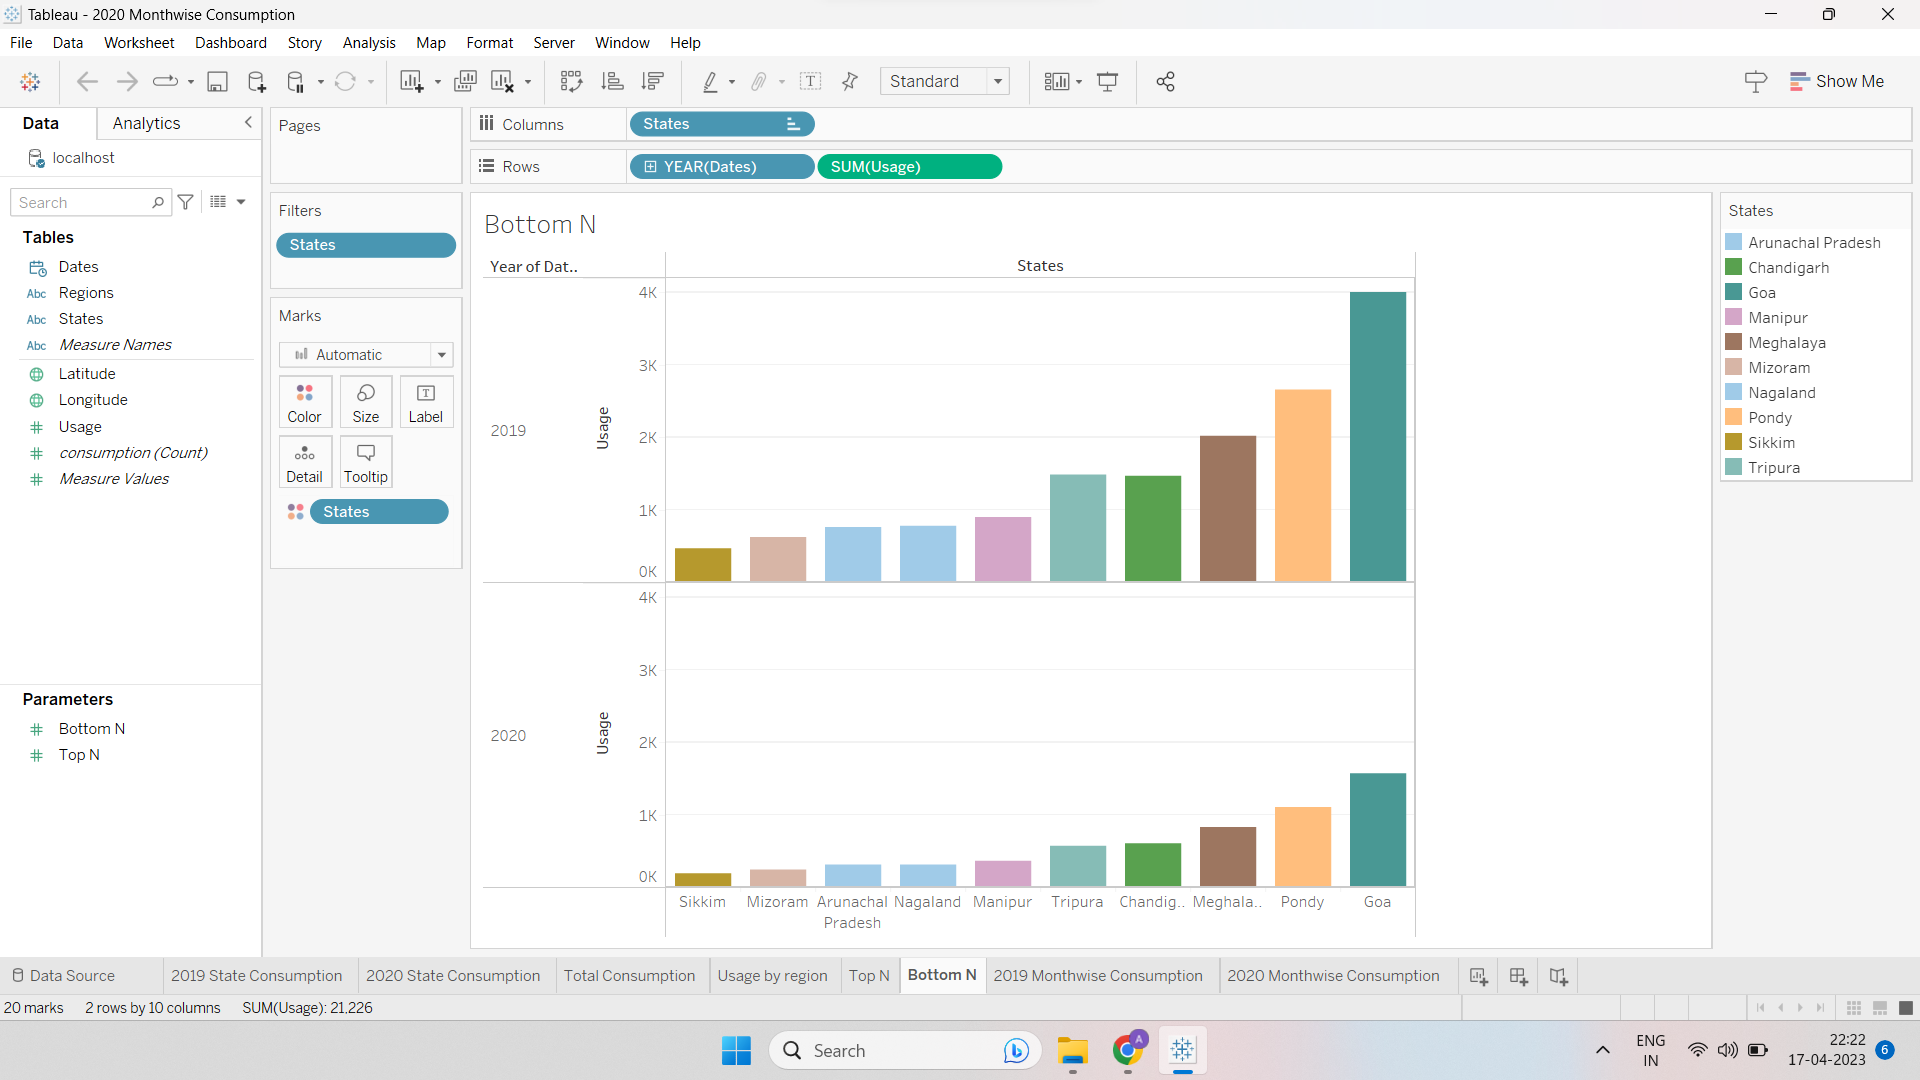 Tableau - 2020 Monthwise Consumption
File Data Worksheet Dashboard Story Analysis Map Format Server Window Help
Standard
Show Me
Data Analytics
localhost
Search
Tables
Dates
Abc Regions
Abc States
Abc Measure Names
Latitude
Longitude
Usage
consumption (Count)
Measure Values
Parameters
Bottom N
Top N
Pages
Filters
States
Marks
Automatic
Color Size Label
Detail Tooltip
States
Columns States
Rows YEAR(Dates) SUM(Usage)
Bottom N
Year of Dat.. States
4K
3K
2019 Usage 2K
1K
0K
4K
3K
2020 Usage 2K
1K
0K
Sikkim Mizoram Arunachal Pradesh Nagaland Manipur Tripura Chandig.. Meghala.. Pondy Goa
States
Arunachal Pradesh
Chandigarh
Goa
Manipur
Meghalaya
Mizoram
Nagaland
Pondy
Sikkim
Tripura
Data Source 2019 State Consumption 2020 State Consumption Total Consumption Usage by region Top N Bottom N 2019 Monthwise Consumption 2020 Monthwise Consumption
20 marks 2 rows by 10 columns SUM(Usage): 21,226
Search
A
ENG
IN
22:22
17-04-2023
6